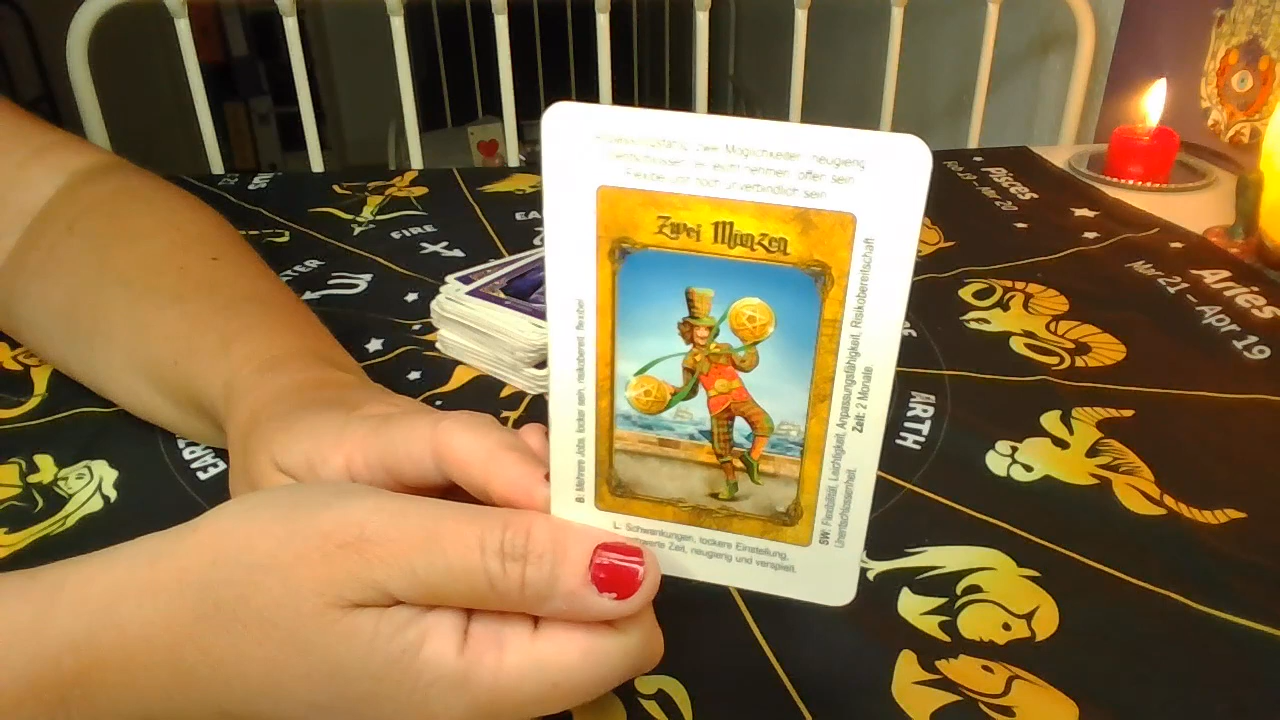 zwei Möglichkeiten, neugierig
leicht nehmen, offen sein
Flexibel und noch unverbindlich sein
Zwei Münzen
B: Mehrere Jobs, locker sein, risikobereit, flexibel
L: Schwankungen, lockere Einstellung,
Zeit, neugierig und verspielt.
SW: Flexibilität, Leichtigkeit, Anpassungsfähigkeit, Risikobereitschaft
Unentschlossenheit. Zeit: 2 Monate
FIRE
EARTH
ARTH
Pisces
Feb 19 - Mar 20
Aries
Mar 21 - Apr 19